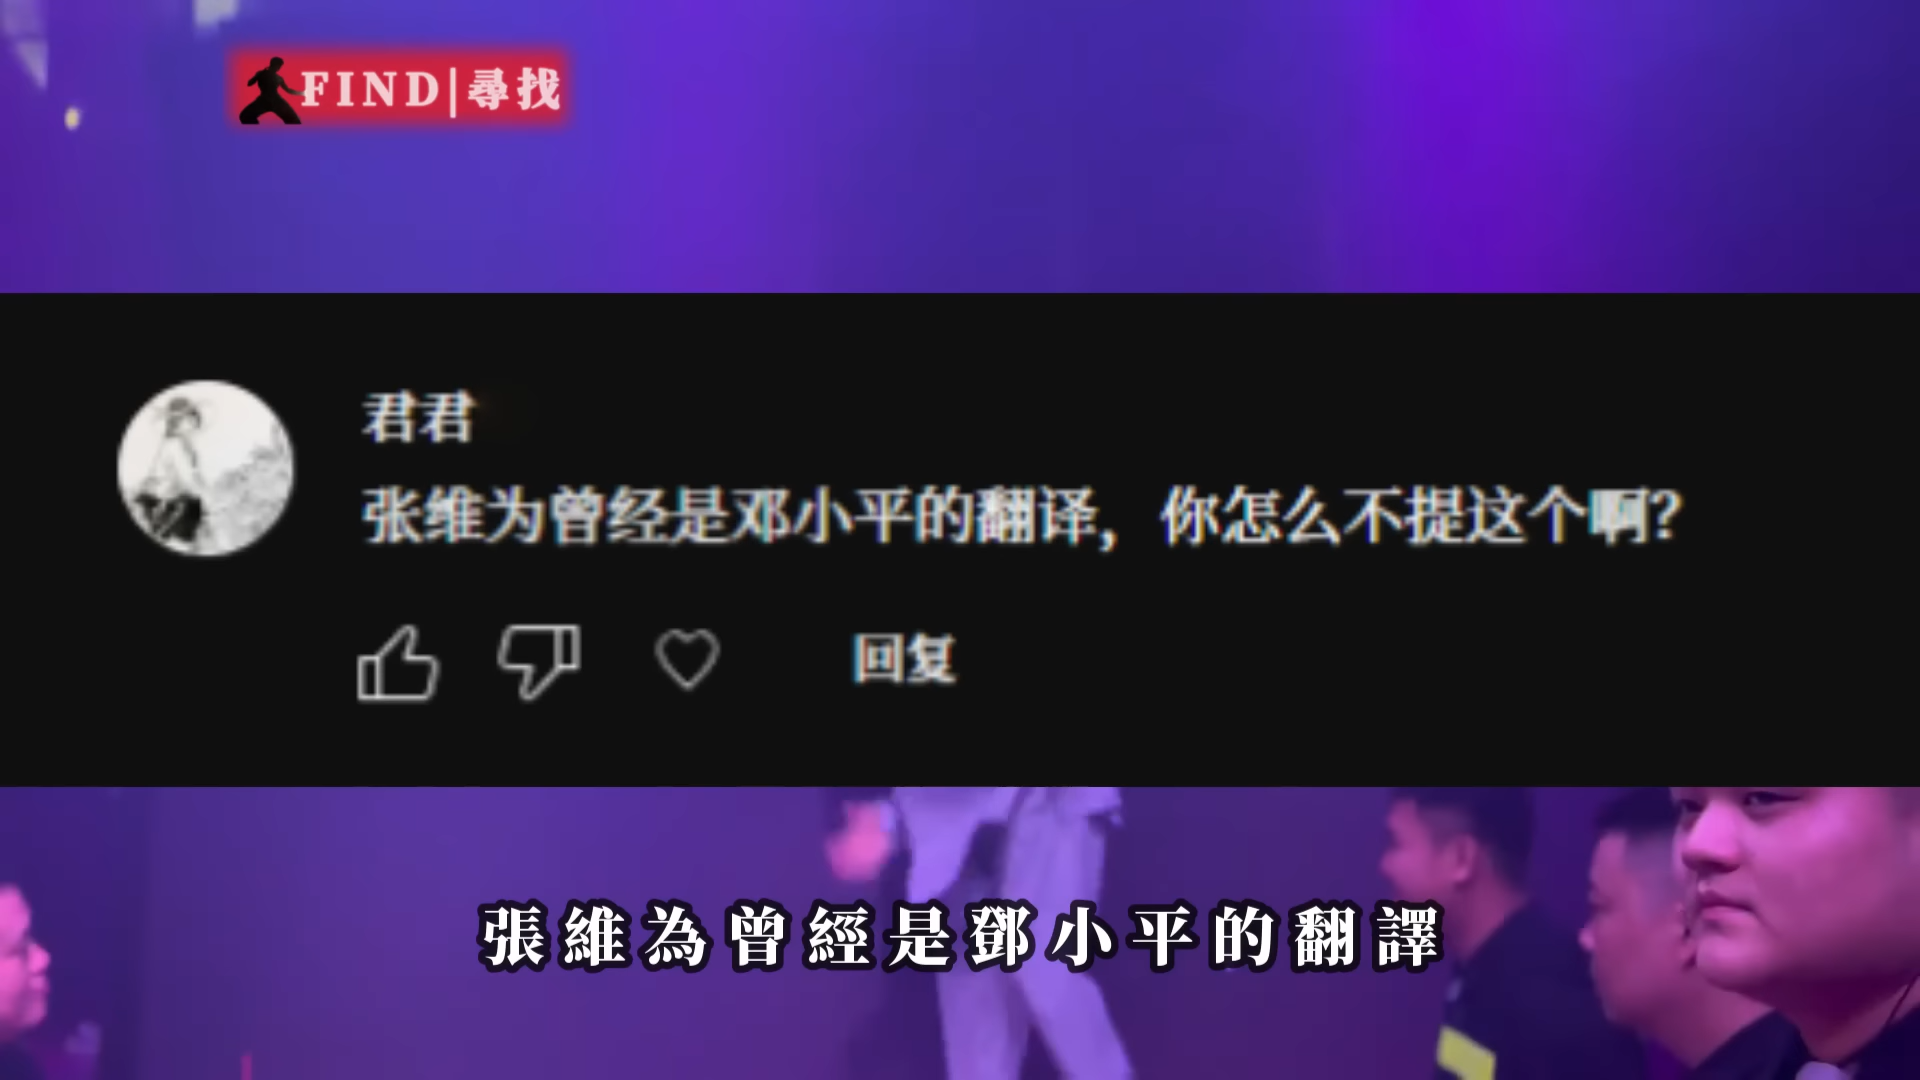 FIND|尋找
君君
张维为曾经是邓小平的翻译，你怎么不提这个啊？
回复
張維為曾經是鄧小平的翻譯